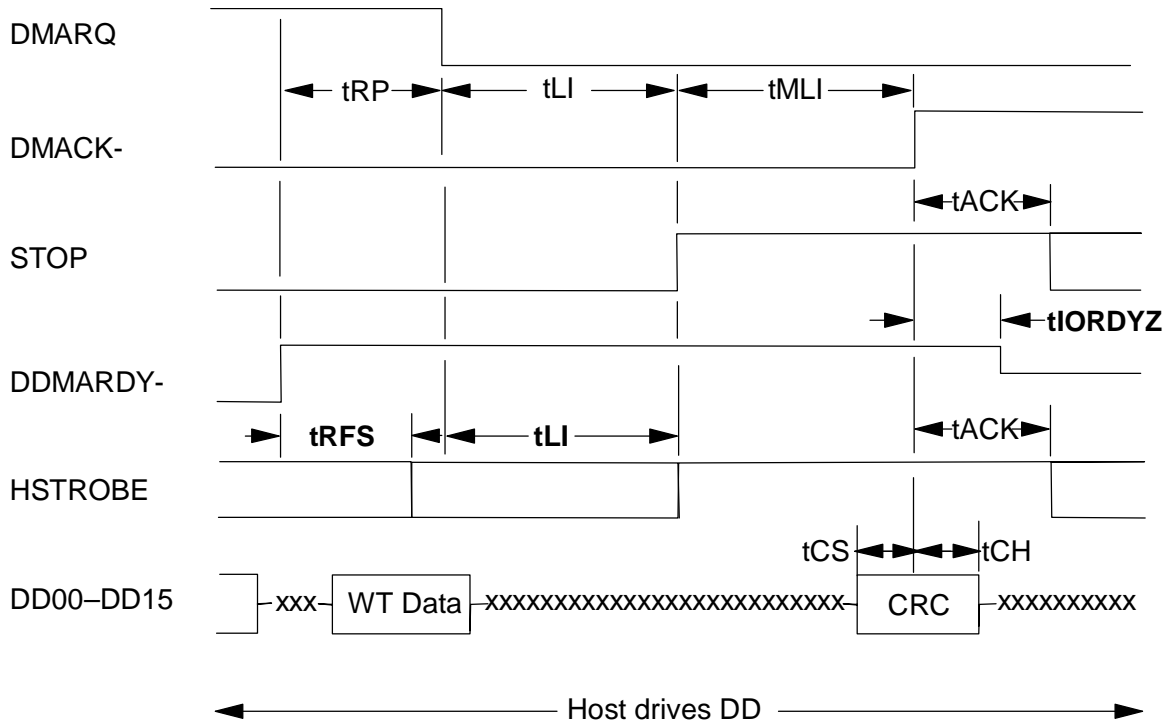 DMARQ
tRP tLI tMLI
DMACK-
tACK
STOP
tIORDYZ
DDMARDY-
tRFS tLI tACK
HSTROBE
tCS tCH
DD00–DD15 xxx WT Data xxxxxxxxxxxxxxxxxxxxxxxxxx CRC xxxxxxxxxx
Host drives DD